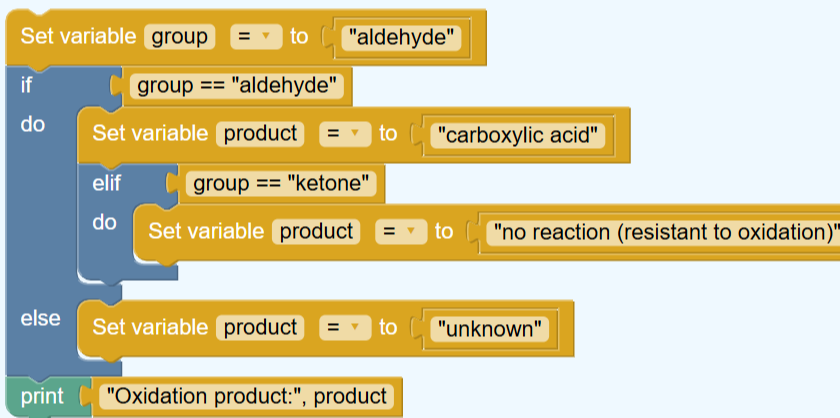 Set variable group = to "aldehyde"
if group == "aldehyde"
do Set variable product = to "carboxylic acid"
elif group == "ketone"
do Set variable product = to "no reaction (resistant to oxidation)"
else Set variable product = to "unknown"
print "Oxidation product:", product